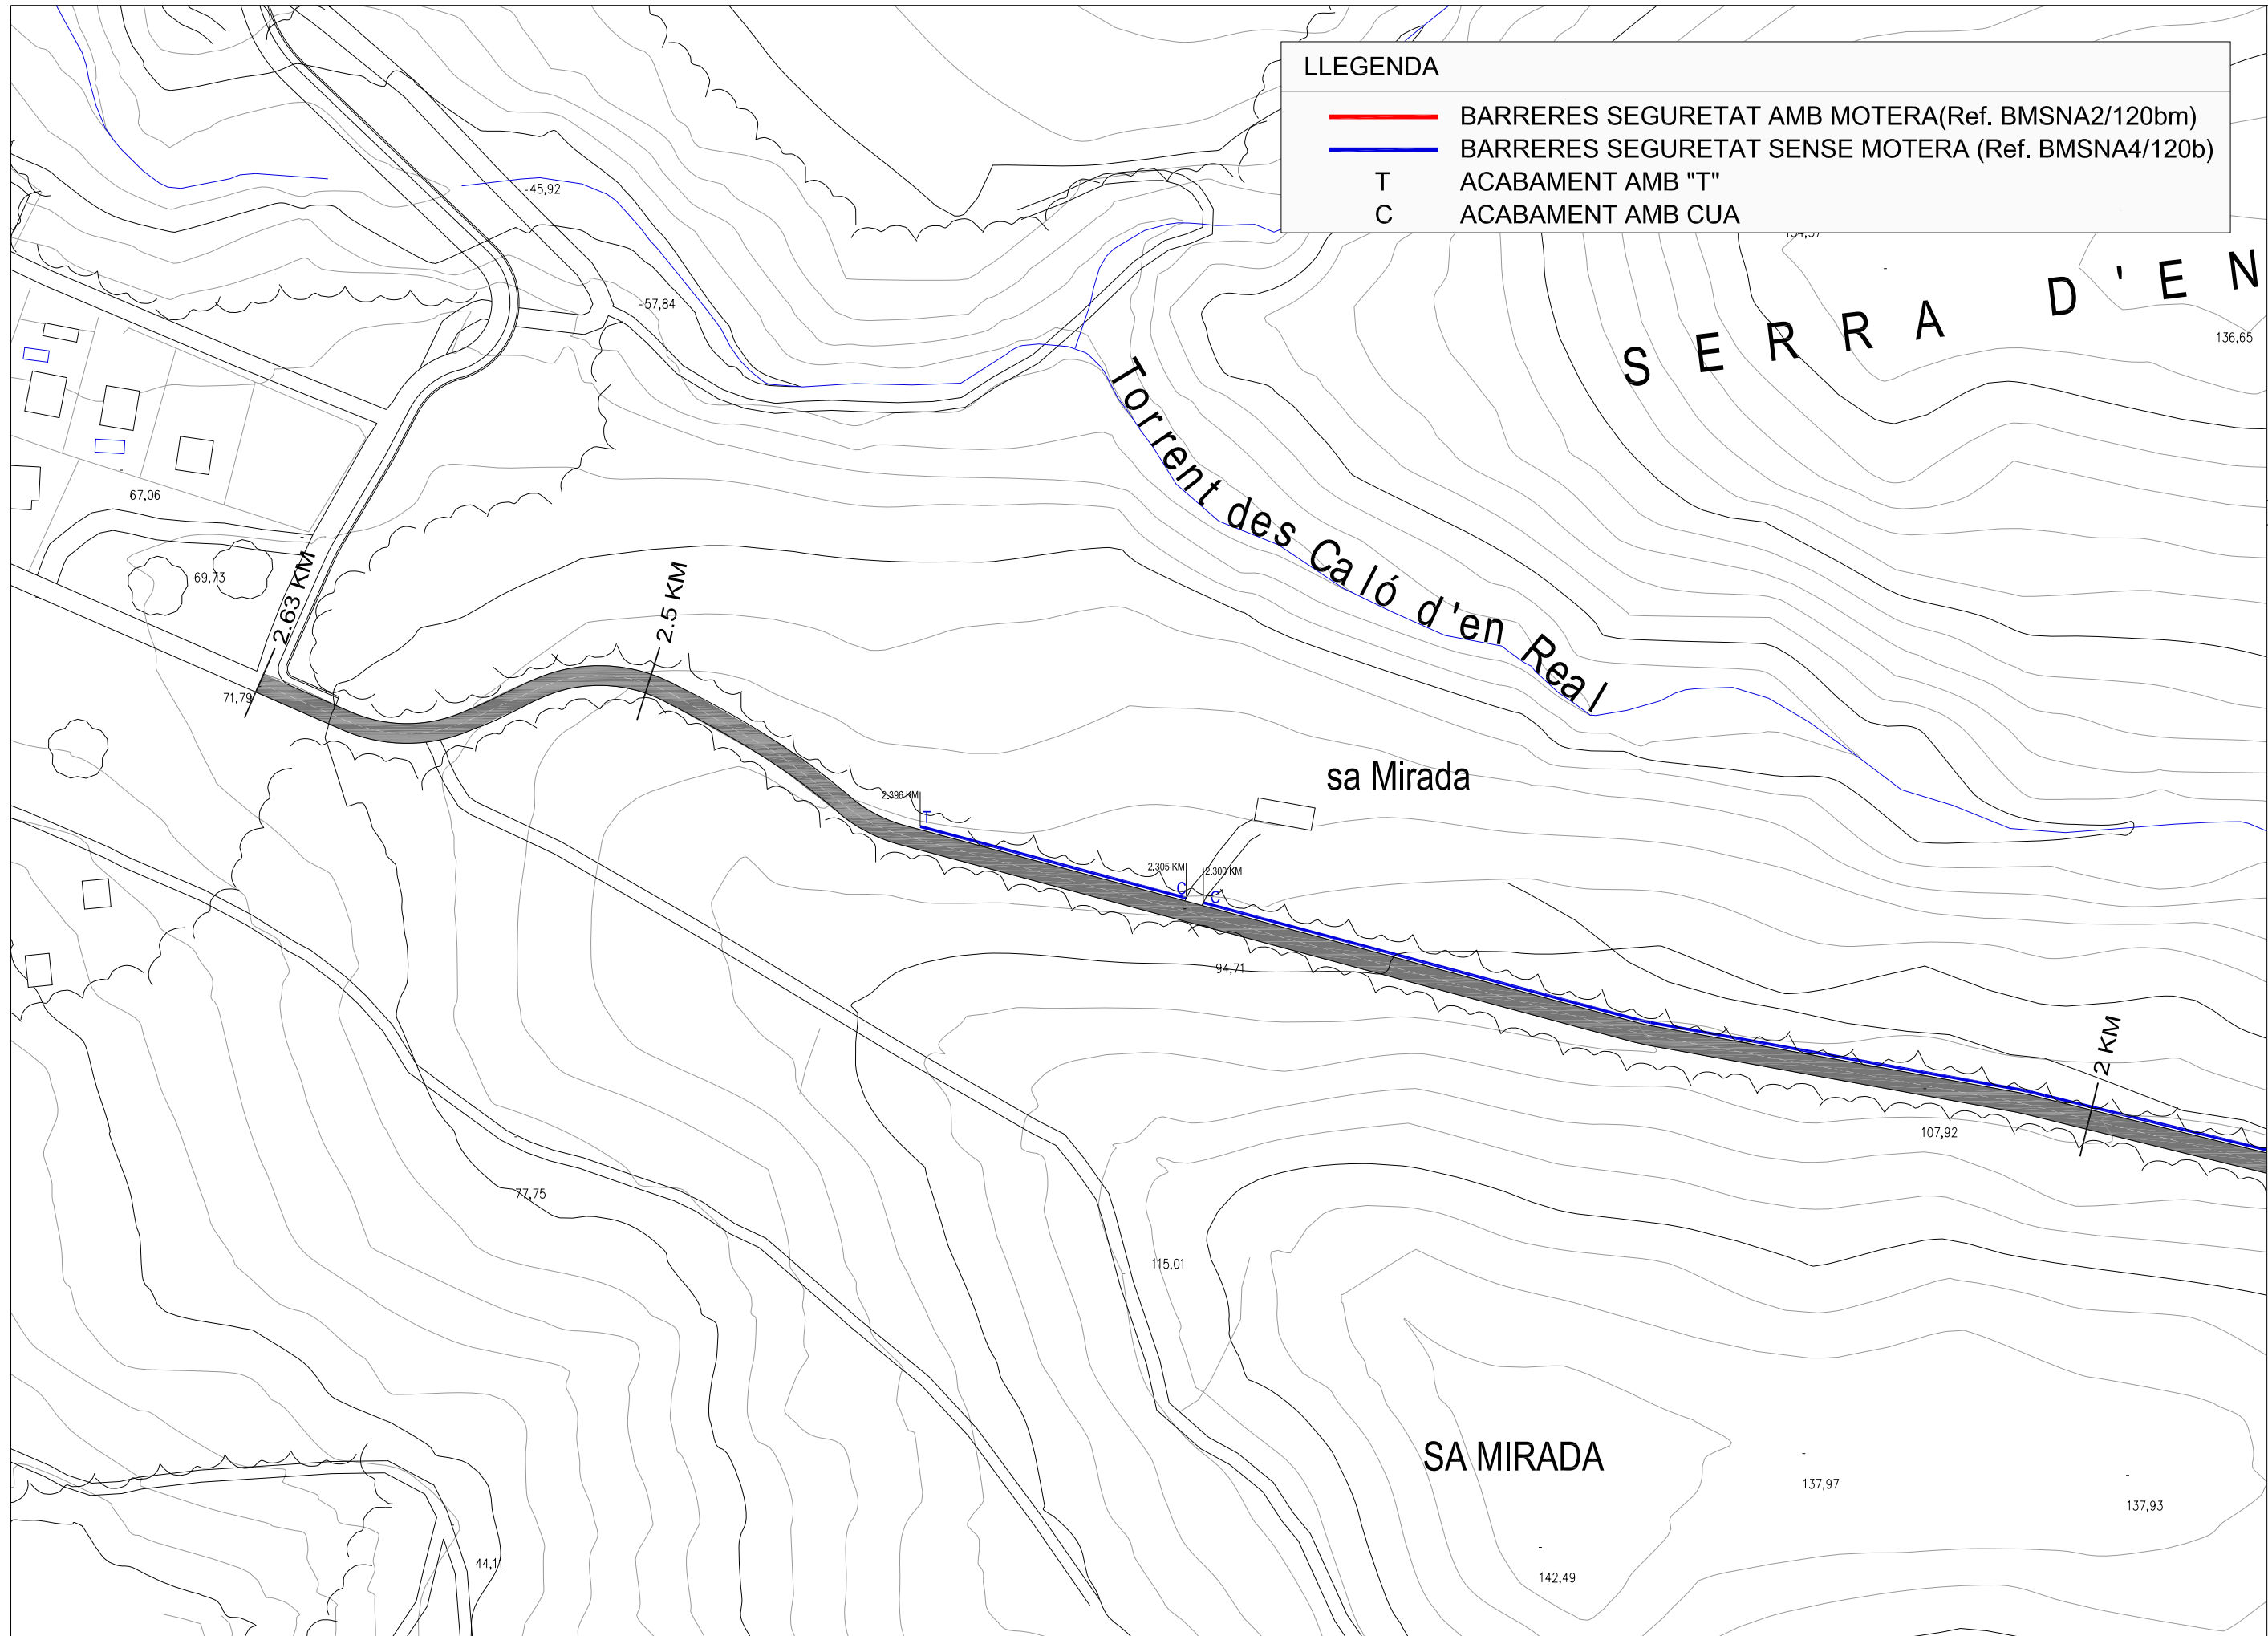 LLEGENDA
BARRERES SEGURETAT AMB MOTERA(Ref. BMSNA2/120bm)
BARRERES SEGURETAT SENSE MOTERA (Ref. BMSNA4/120b)
T ACABAMENT AMB "T"
C ACABAMENT AMB CUA
45,92
SERRA D'EN
57,84
136,65
Torrent des Caló d'en Real
67,06
69,73
2.63 KM
2.5 KM
71,79
sa Mirada
2,396 KM
T
2,305 KM
2,300 KM
C
C
94,71
2 KM
107,92
77,75
115,01
SA MIRADA
137,97
137,93
44,11
142,49